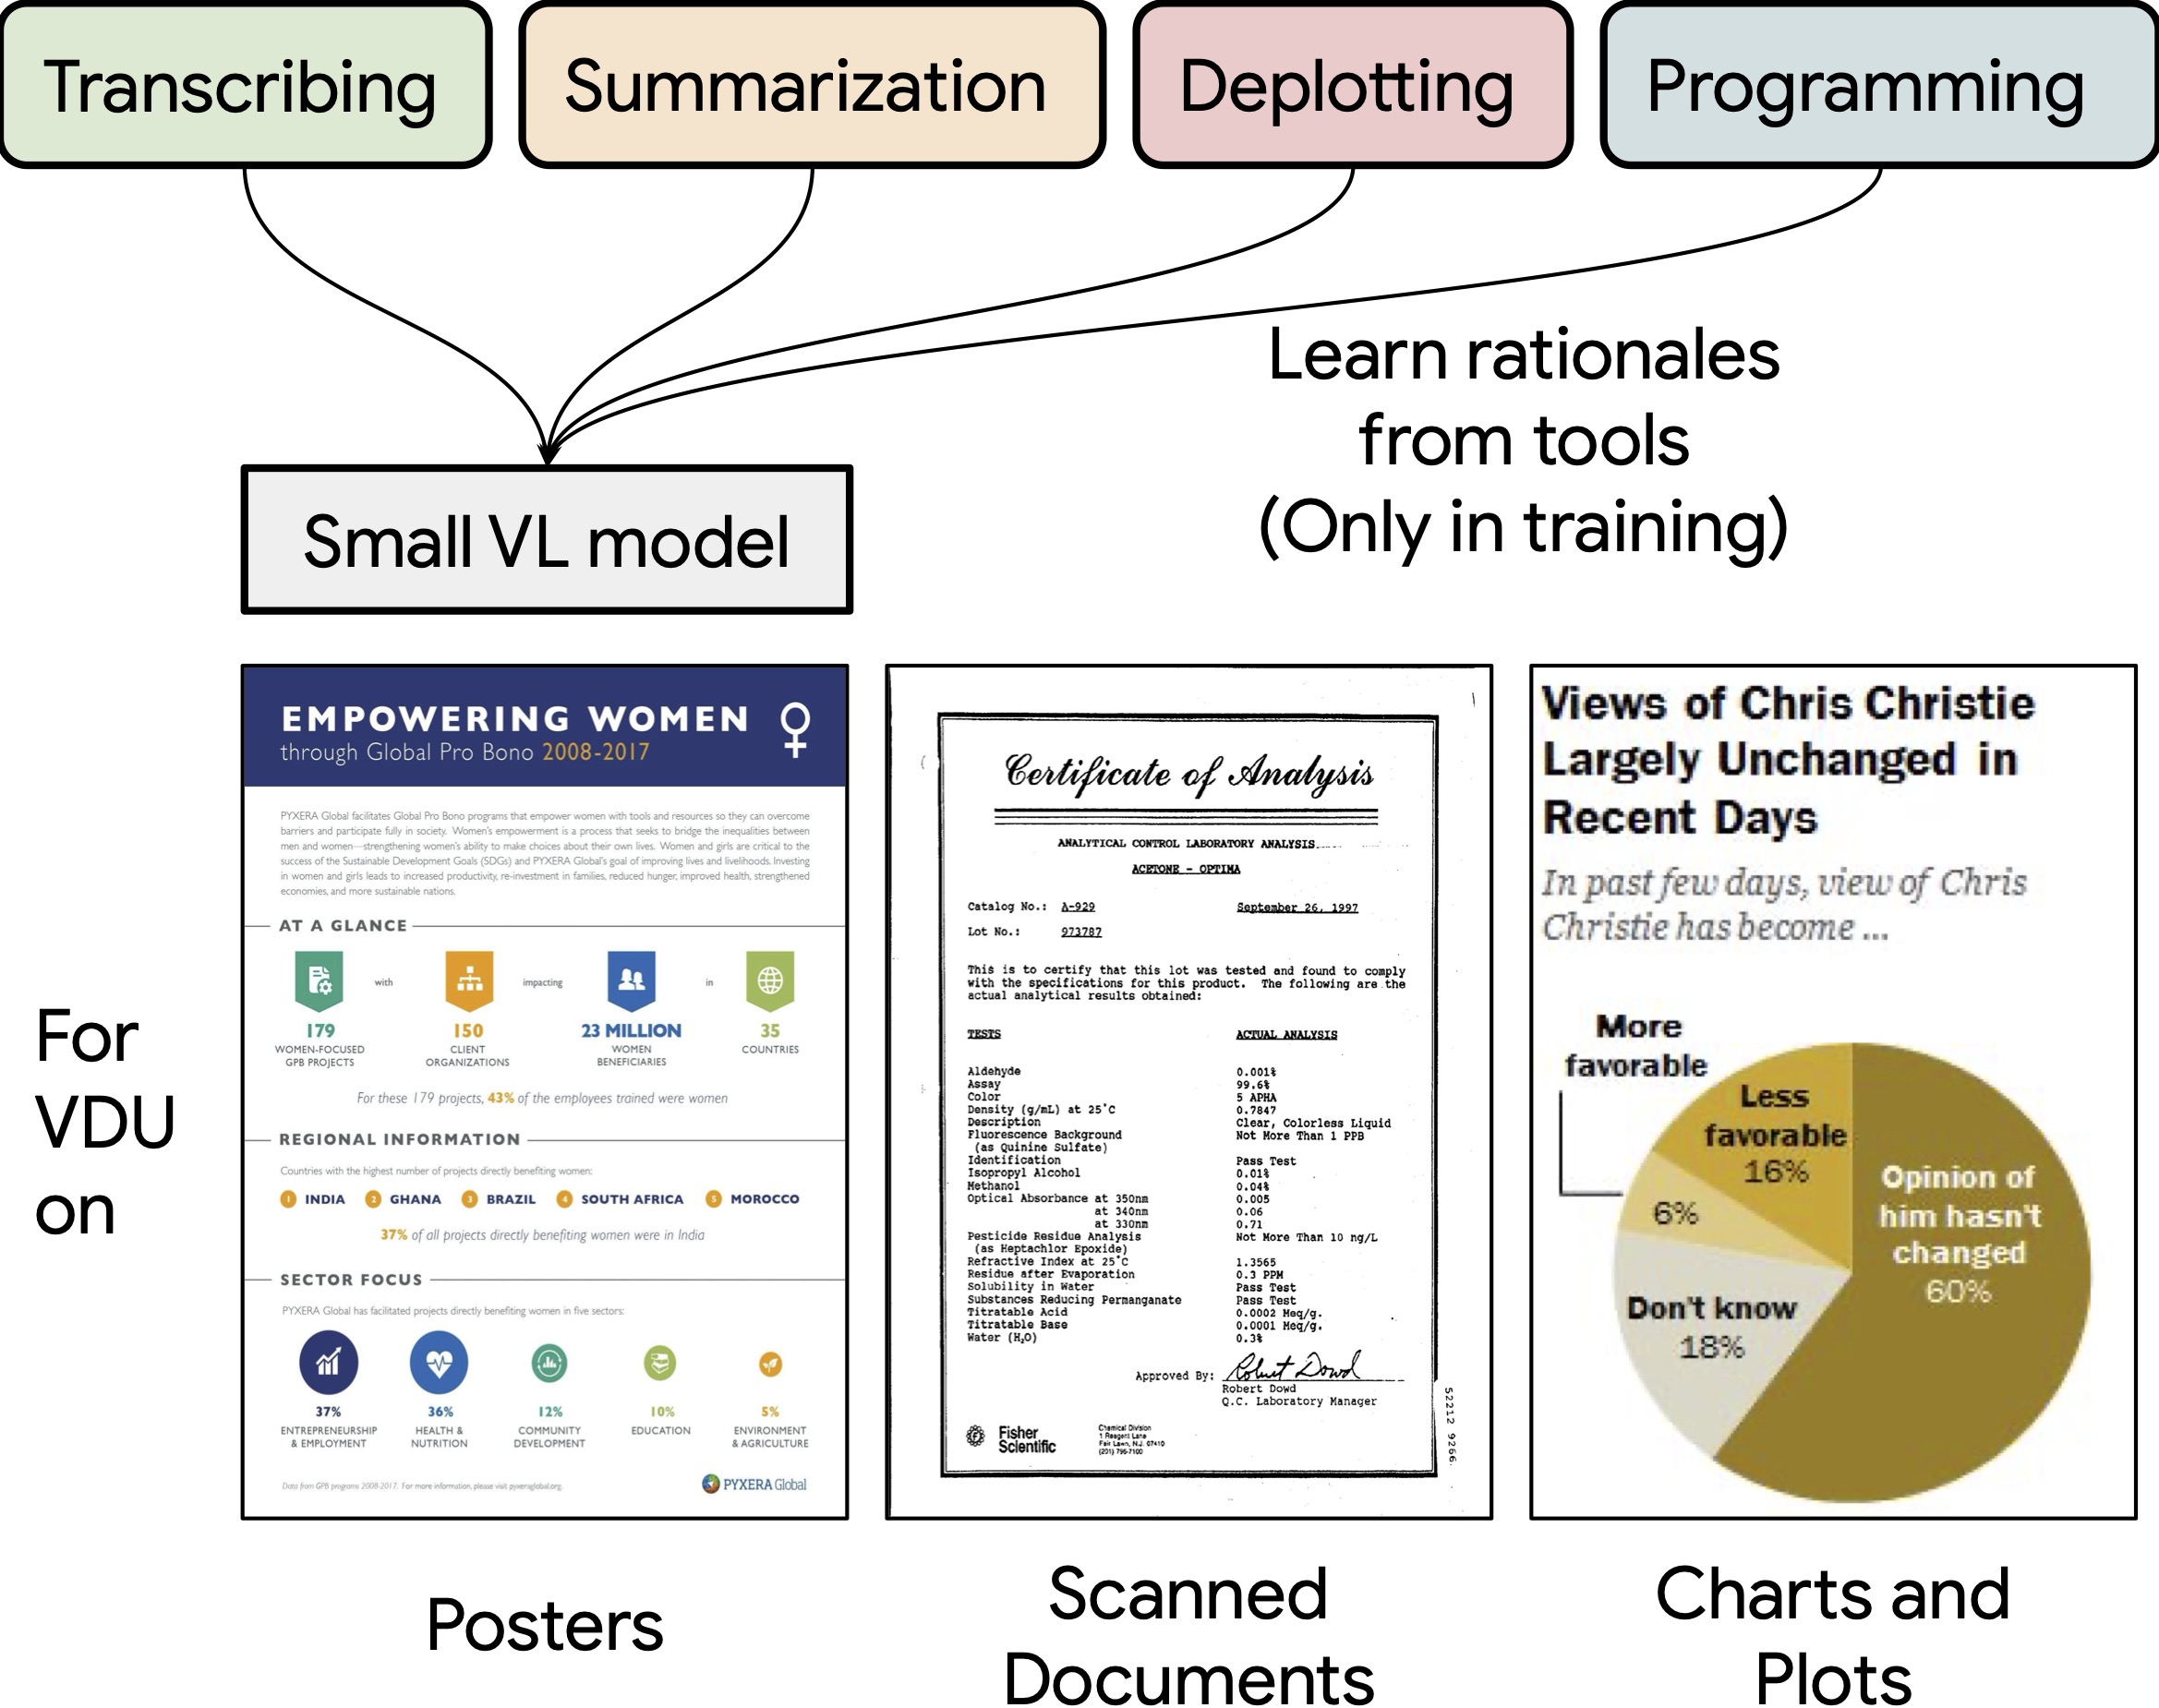 Transcribing
Summarization
Deplotting
Programming
Learn rationales
from tools
(Only in training)
Small VL model
For
VDU
on
EMPOWERING WOMEN
through Global Pro Bono 2008-2017
PYXERA Global facilitates Global Pro Bono programs that empower women with tools and resources so they can overcome
barriers and participate fully in society. Women's empowerment is a process that seeks to bridge the inequalities between
men and women—strengthening women's ability to make choices about their own lives. Women and girls are critical to the
success of the Sustainable Development Goals (SDGs) and PYXERA Global's goal of improving lives and livelihoods. Investing
in women and girls leads to increased productivity, re-investment in families, reduced hunger, improved health, strengthened
economies, and more sustainable nations.
AT A GLANCE
with impacting in
179 150 23 MILLION 35
WOMEN-FOCUSED CLIENT WOMEN COUNTRIES
GPB PROJECTS ORGANIZATIONS BENEFICIARIES
For these 179 projects, 43% of the employees trained were women
REGIONAL INFORMATION
Countries with the highest number of projects directly benefiting women:
1 INDIA 2 GHANA 3 BRAZIL 4 SOUTH AFRICA 5 MOROCCO
37% of all projects directly benefiting women were in India
SECTOR FOCUS
PYXERA Global has facilitated projects directly benefiting women in five sectors:
37% 36% 12% 10% 5%
ENTREPRENEURSHIP HEALTH & COMMUNITY EDUCATION ENVIRONMENT
& EMPLOYMENT NUTRITION DEVELOPMENT & AGRICULTURE
Data from GPB programs 2008-2017. For more information, please visit pyxeraglobal.org.
PYXERA Global
Posters
Certificate of Analysis
ANALYTICAL CONTROL LABORATORY ANALYSIS
ACETONE - OPTIMA
Catalog No.: A-929 September 26, 1997
Lot No.: 973787
This is to certify that this lot was tested and found to comply
with the specifications for this product. The following are the
actual analytical results obtained:
TESTS ACTUAL ANALYSIS
Aldehyde 0.001%
Assay 99.6%
Color 5 APHA
Density (g/mL) at 25°C 0.7847
Description Clear, Colorless Liquid
Fluorescence Background Not More Than 1 PPB
(as Quinine Sulfate)
Identification Pass Test
Isopropyl Alcohol 0.01%
Methanol 0.04%
Optical Absorbance at 350nm 0.005
at 340nm 0.06
at 330nm 0.71
Pesticide Residue Analysis Not More Than 10 ng/L
(as Heptachlor Epoxide)
Refractive Index at 25°C 1.3565
Residue after Evaporation 0.3 PPM
Solubility in Water Pass Test
Substances Reducing Permanganate Pass Test
Titratable Acid 0.0002 Meq/g.
Titratable Base 0.0001 Meq/g.
Water (H₂O) 0.3%
Approved By: Robert Dowd
Robert Dowd
Q.C. Laboratory Manager
Fisher
Scientific
Chemical Division
1 Reagent Lane
Fair Lawn, N.J. 07410
(201) 796-7100
52212 9266
Scanned
Documents
Views of Chris Christie
Largely Unchanged in
Recent Days
In past few days, view of Chris
Christie has become ...
More
favorable
6%
Less
favorable
16%
Opinion of
him hasn't
changed
60%
Don't know
18%
Charts and
Plots